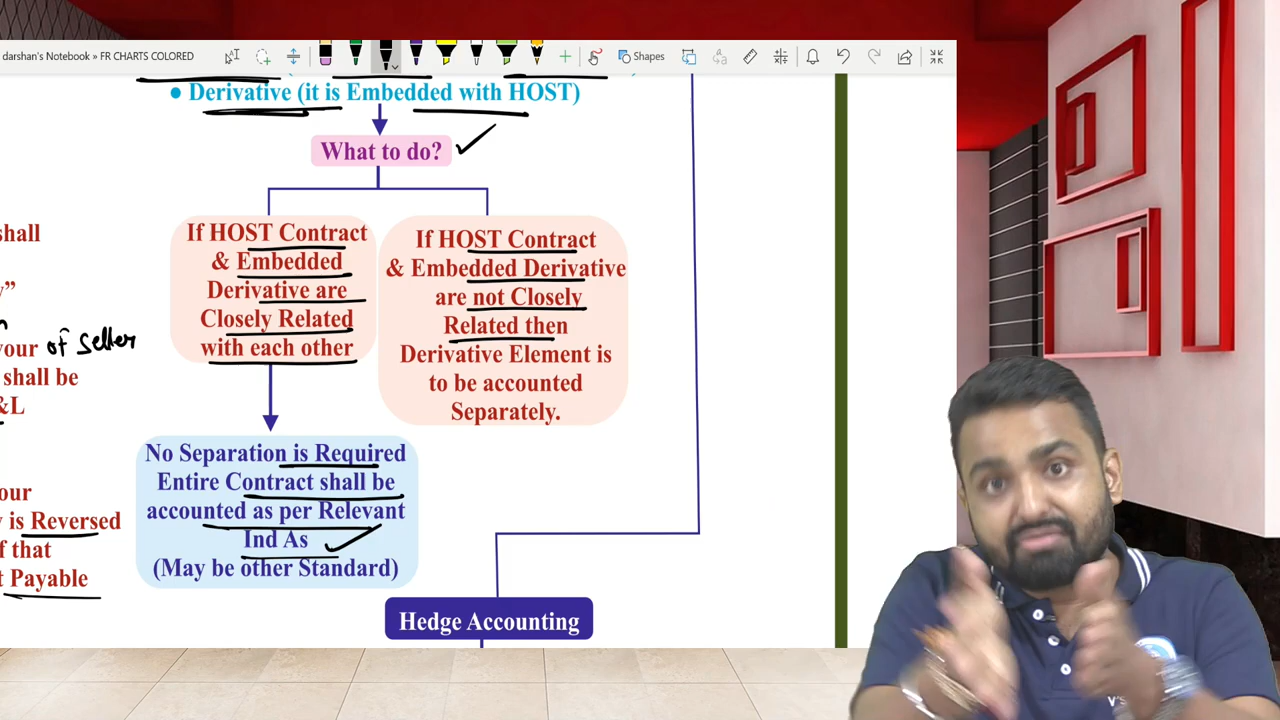 darshan's Notebook » FR CHARTS COLORED
Shapes
• Derivative (it is Embedded with HOST)
What to do?
If HOST Contract
& Embedded
Derivative are
Closely Related
with each other
If HOST Contract
& Embedded Derivative
are not Closely
Related then
Derivative Element is
to be accounted
Separately.
No Separation is Required
Entire Contract shall be
accounted as per Relevant
Ind As
(May be other Standard)
Hedge Accounting
shall
y”
your of Seller
shall be
&L
our
y is Reversed
f that
t Payable